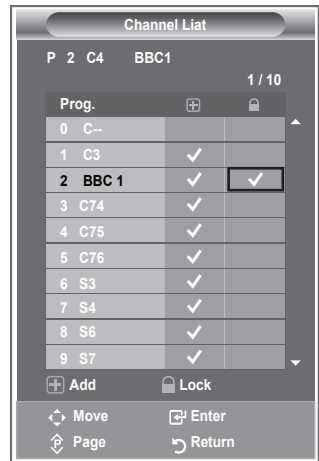 Channel Liat
P 2 C4 BBC1
1 / 10
Prog.
0 C--
1 C3
2 BBC 1
3 C74
4 C75
5 C76
6 S3
7 S4
8 S6
9 S7
Add Lock
Move Enter
P Page Return